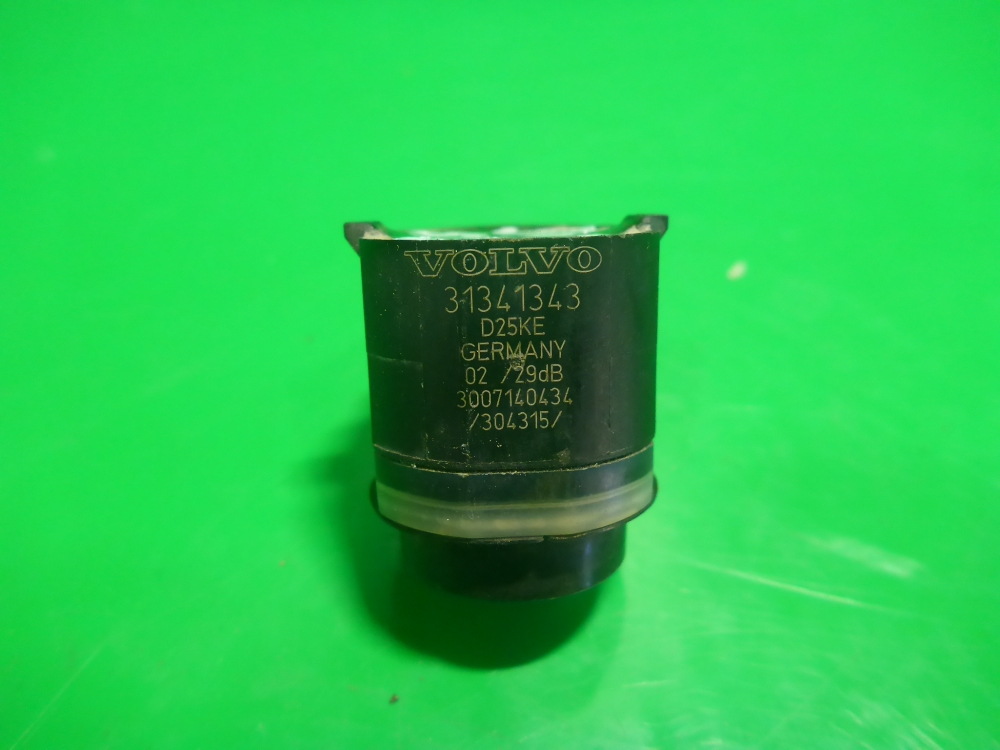 VOLVO
31341343
D25KE
GERMANY
02 /29dB
3007140434
/304315/